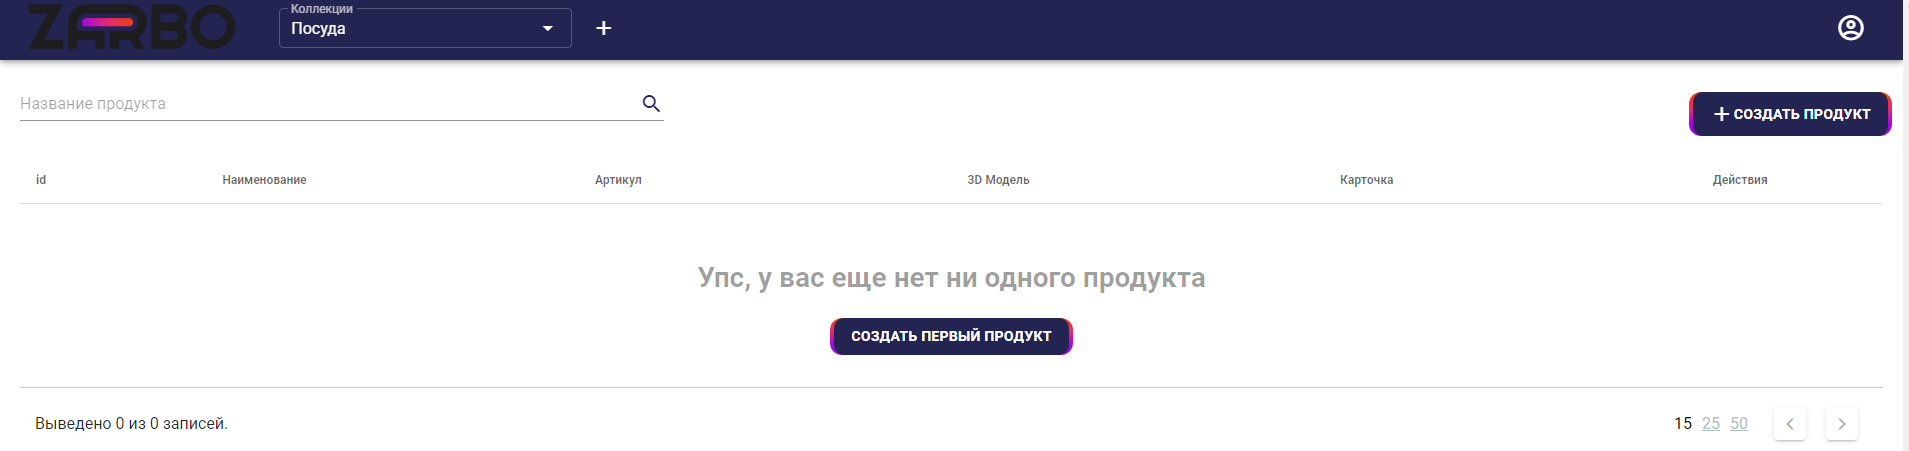 ZARBO
Коллекции
Посуда
Название продукта
СОЗДАТЬ ПРОДУКТ
id Наименование Артикул 3D Модель Карточка Действия
Упс, у вас еще нет ни одного продукта
СОЗДАТЬ ПЕРВЫЙ ПРОДУКТ
Выведено 0 из 0 записей. 15 25 50